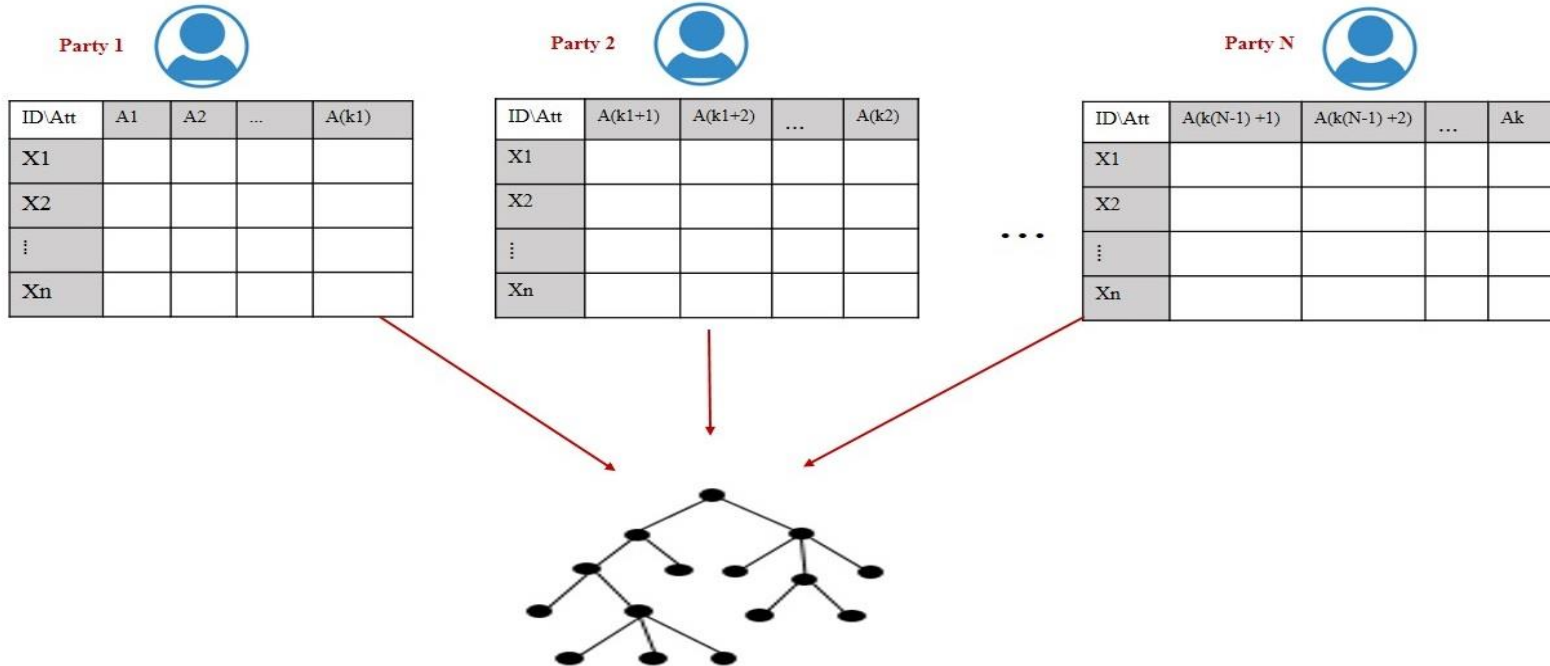 Party 1
Party 2
Party N
ID\Att A1 A2 ... A(k1)
X1
X2
⁞
Xn
ID\Att A(k1+1) A(k1+2) ... A(k2)
X1
X2
⁞
Xn
...
ID\Att A(k(N-1) +1) A(k(N-1) +2) ... Ak
X1
X2
⁞
Xn